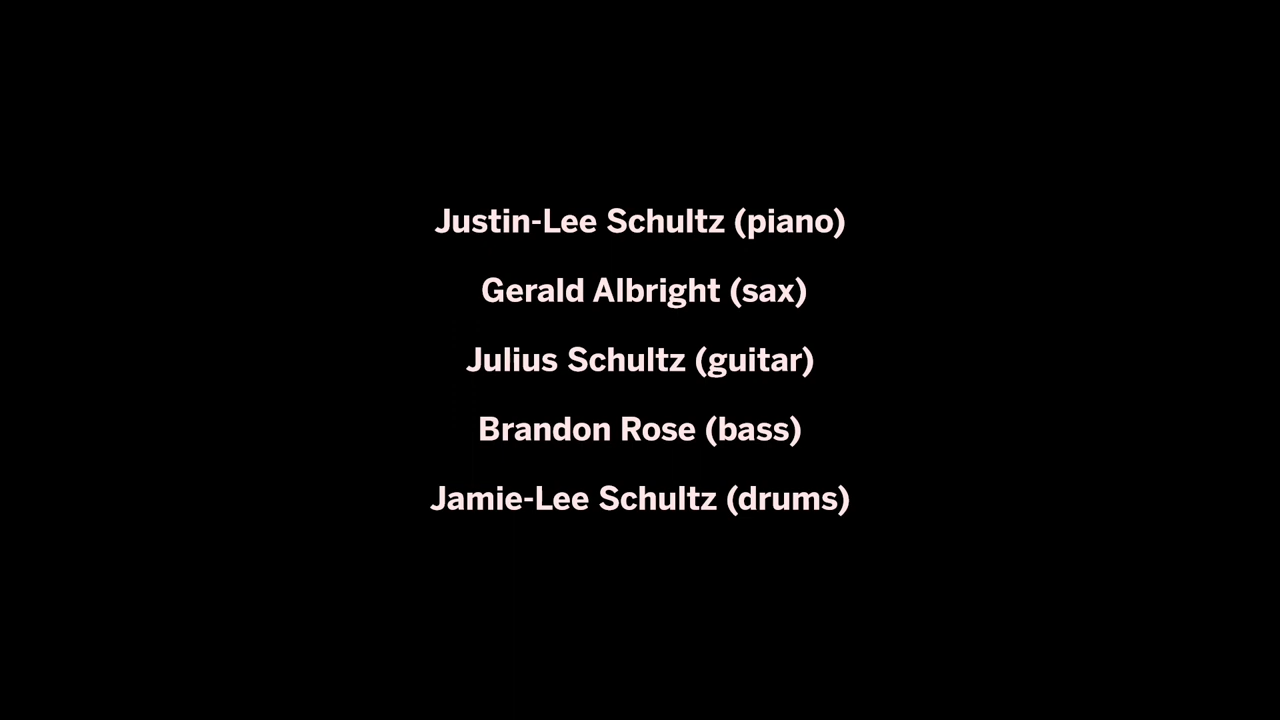 Justin-Lee Schultz (piano)
Gerald Albright (sax)
Julius Schultz (guitar)
Brandon Rose (bass)
Jamie-Lee Schultz (drums)